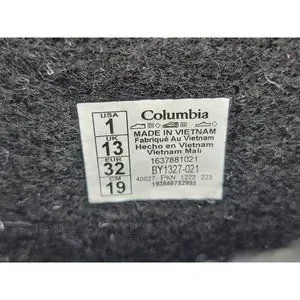 USA
1
UK
13
EUR
32
CM
19
Columbia
MADE IN VIETNAM
Fabriqué Au Vietnam
Hecho en Vietnam
Vietnam Malı
1637881021
BY1327-021
40027 PKN 1222 223
193855752993